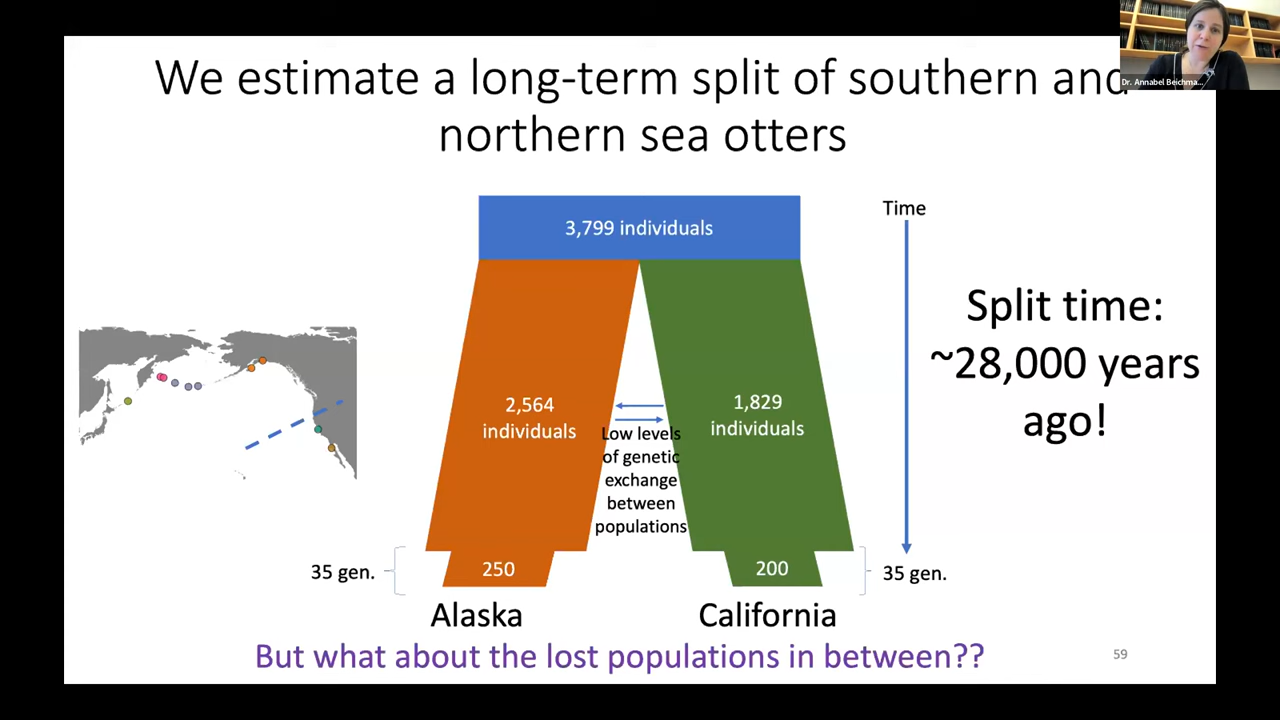 We estimate a long-term split of southern and
northern sea otters
Dr. Annabel Beichma...
3,799 individuals
Time
Split time:
~28,000 years
ago!
2,564
individuals
1,829
individuals
Low levels
of genetic
exchange
between
populations
35 gen.
250
200
35 gen.
Alaska
California
But what about the lost populations in between??
59